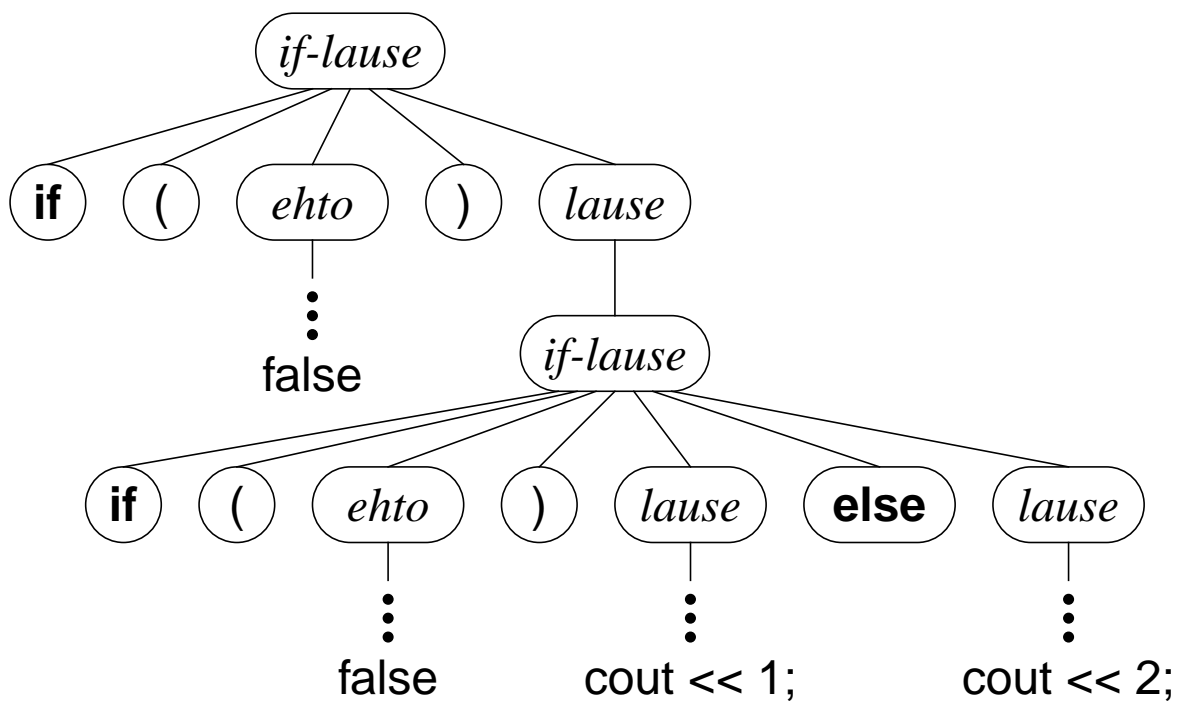 if-lause
if ( ehto ) lause
false
if-lause
if ( ehto ) lause else lause
false cout << 1; cout << 2;